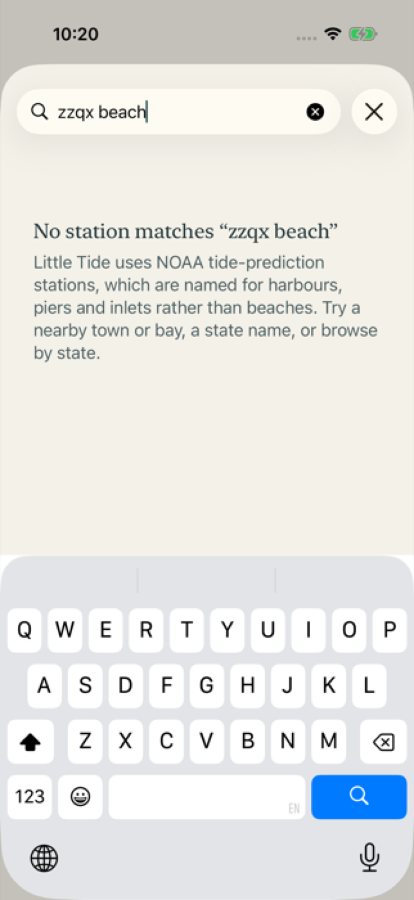 10:20
zzqx beach
No station matches “zzqx beach”
Little Tide uses NOAA tide-prediction
stations, which are named for harbours,
piers and inlets rather than beaches. Try a
nearby town or bay, a state name, or browse
by state.
Q W E R T Y U I O P
A S D F G H J K L
Z X C V B N M
123
EN